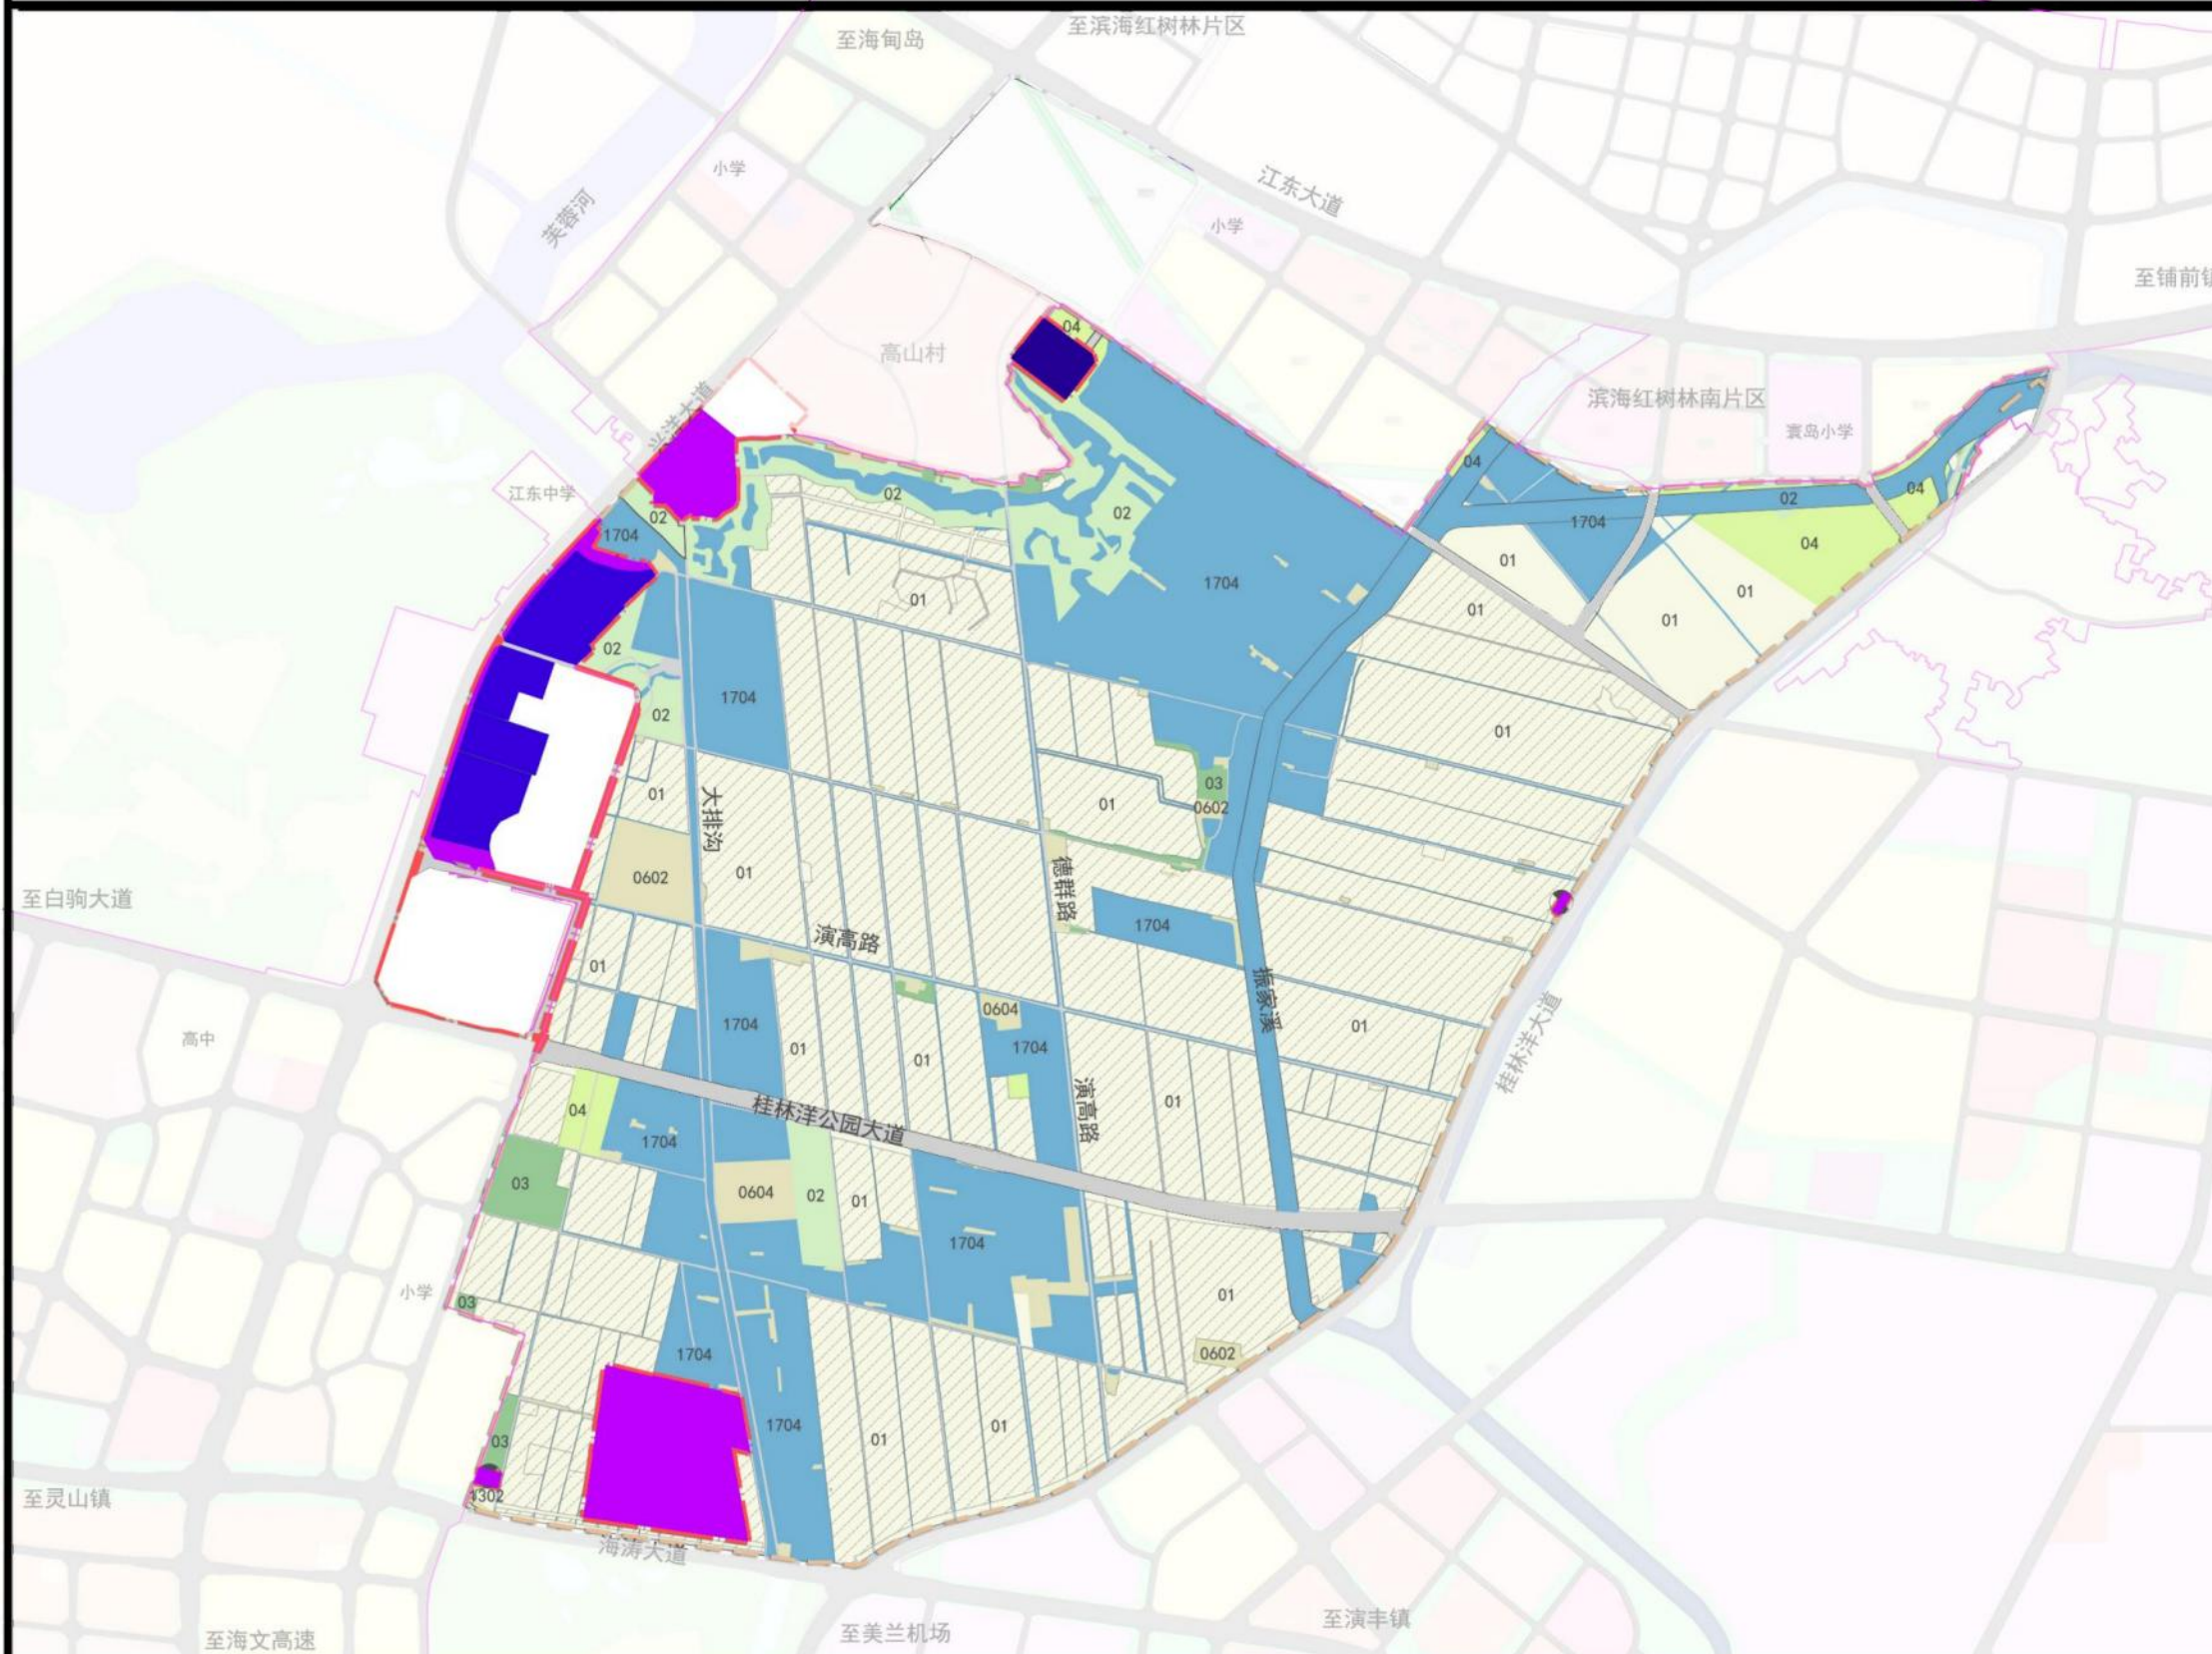 至滨海红树林片区
至海甸岛
小学
江东大道
芙蓉河
小学
至铺前
04
高山村
滨海红树林南片区
兴洋大道
寰岛小学
04
江东中学
02
02
04
02
02
1704
1704
04
01
1704
01
01
01
01
02
1704
02
01
03
01
01
0602
大排沟
01
0602
德群路
至白驹大道
1704
演高路
01
振家溪
0604
1704
01
高中
01
01
1704
桂林洋大道
01
04
演高路
桂林洋公园大道
1704
03
0604
02
01
1704
小学
01
03
1704
0602
1704
01
01
03
1302
至灵山镇
海涛大道
至演丰镇
至美兰机场
至海文高速